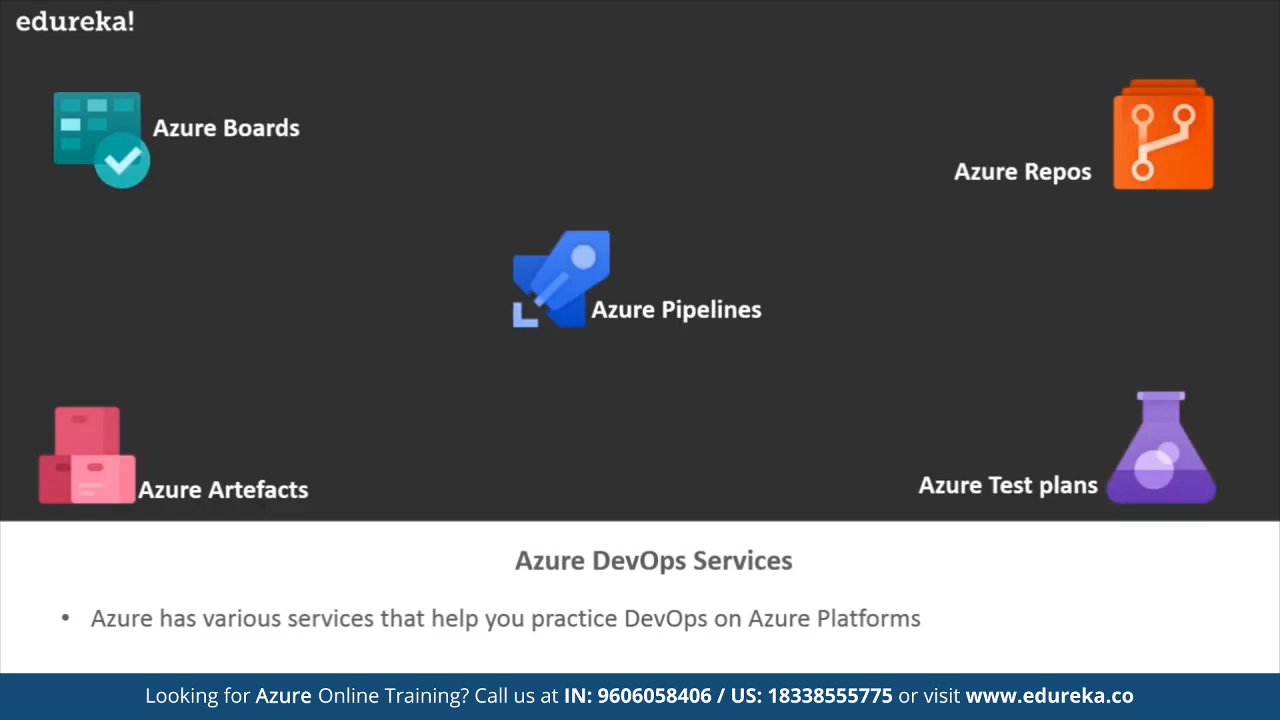 edureka!
Azure Boards
Azure Repos
Azure Pipelines
Azure Artefacts
Azure Test plans
Azure DevOps Services
• Azure has various services that help you practice DevOps on Azure Platforms
Looking for Azure Online Training? Call us at IN: 9606058406 / US: 18338555775 or visit www.edureka.co